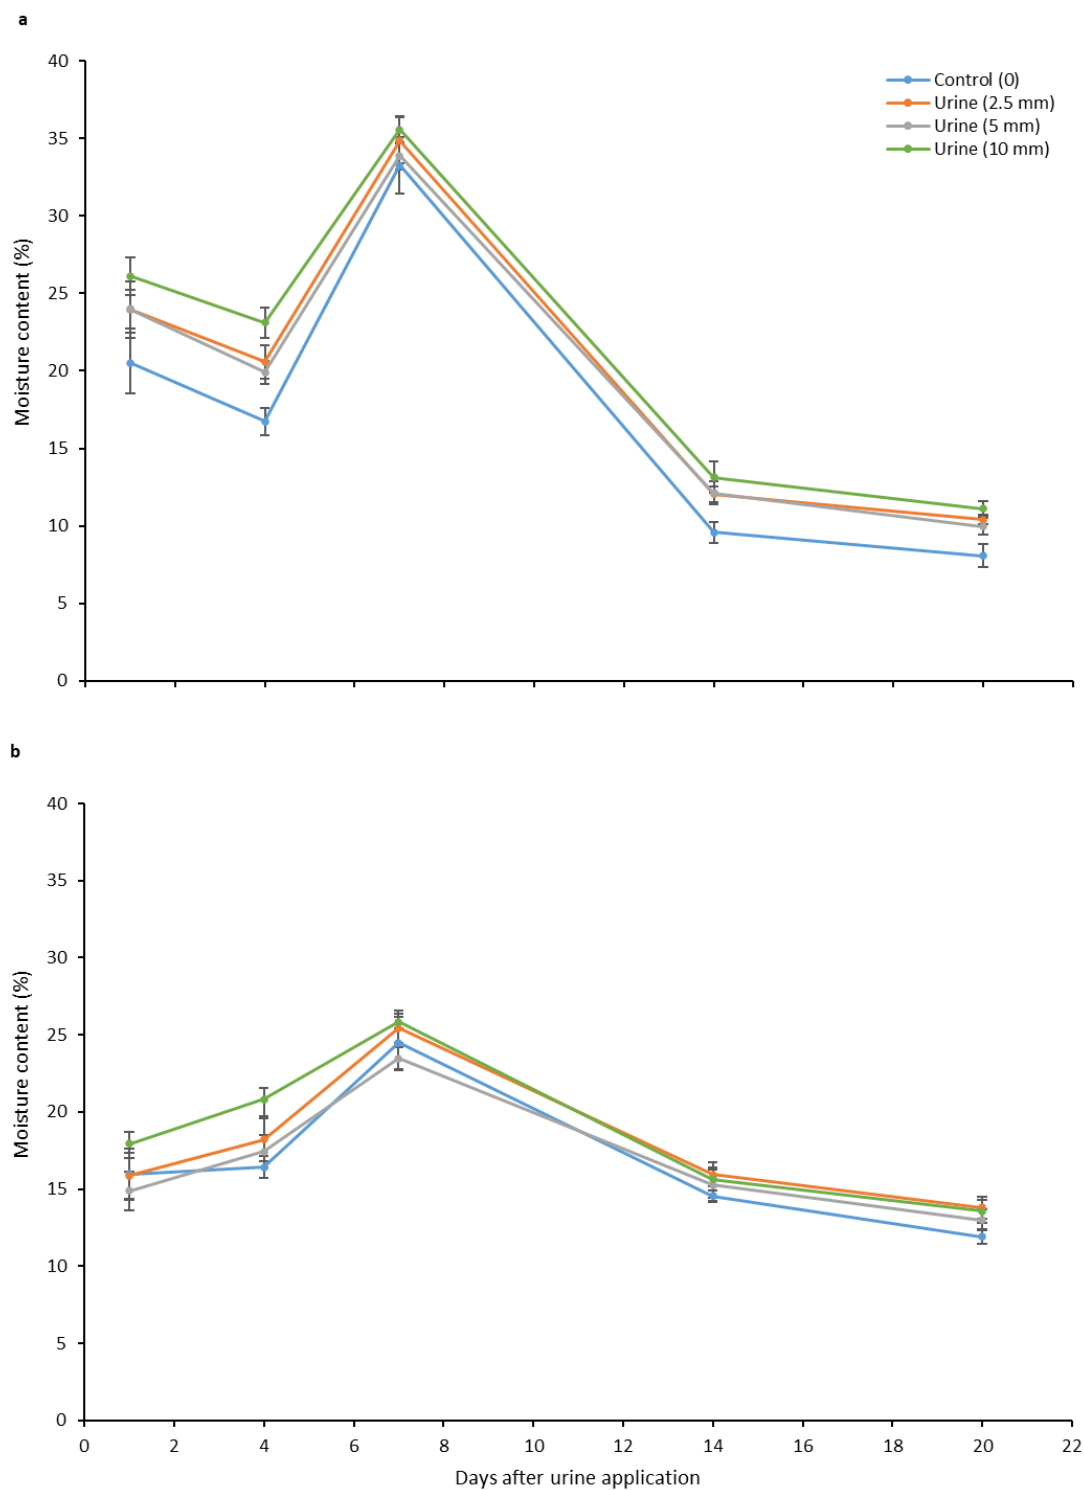 a
40
35
30
25
20
15
10
5
0
Moisture content (%)
Control (0)
Urine (2.5 mm)
Urine (5 mm)
Urine (10 mm)
b
40
35
30
25
20
15
10
5
0
Moisture content (%)
0 2 4 6 8 10 12 14 16 18 20 22
Days after urine application